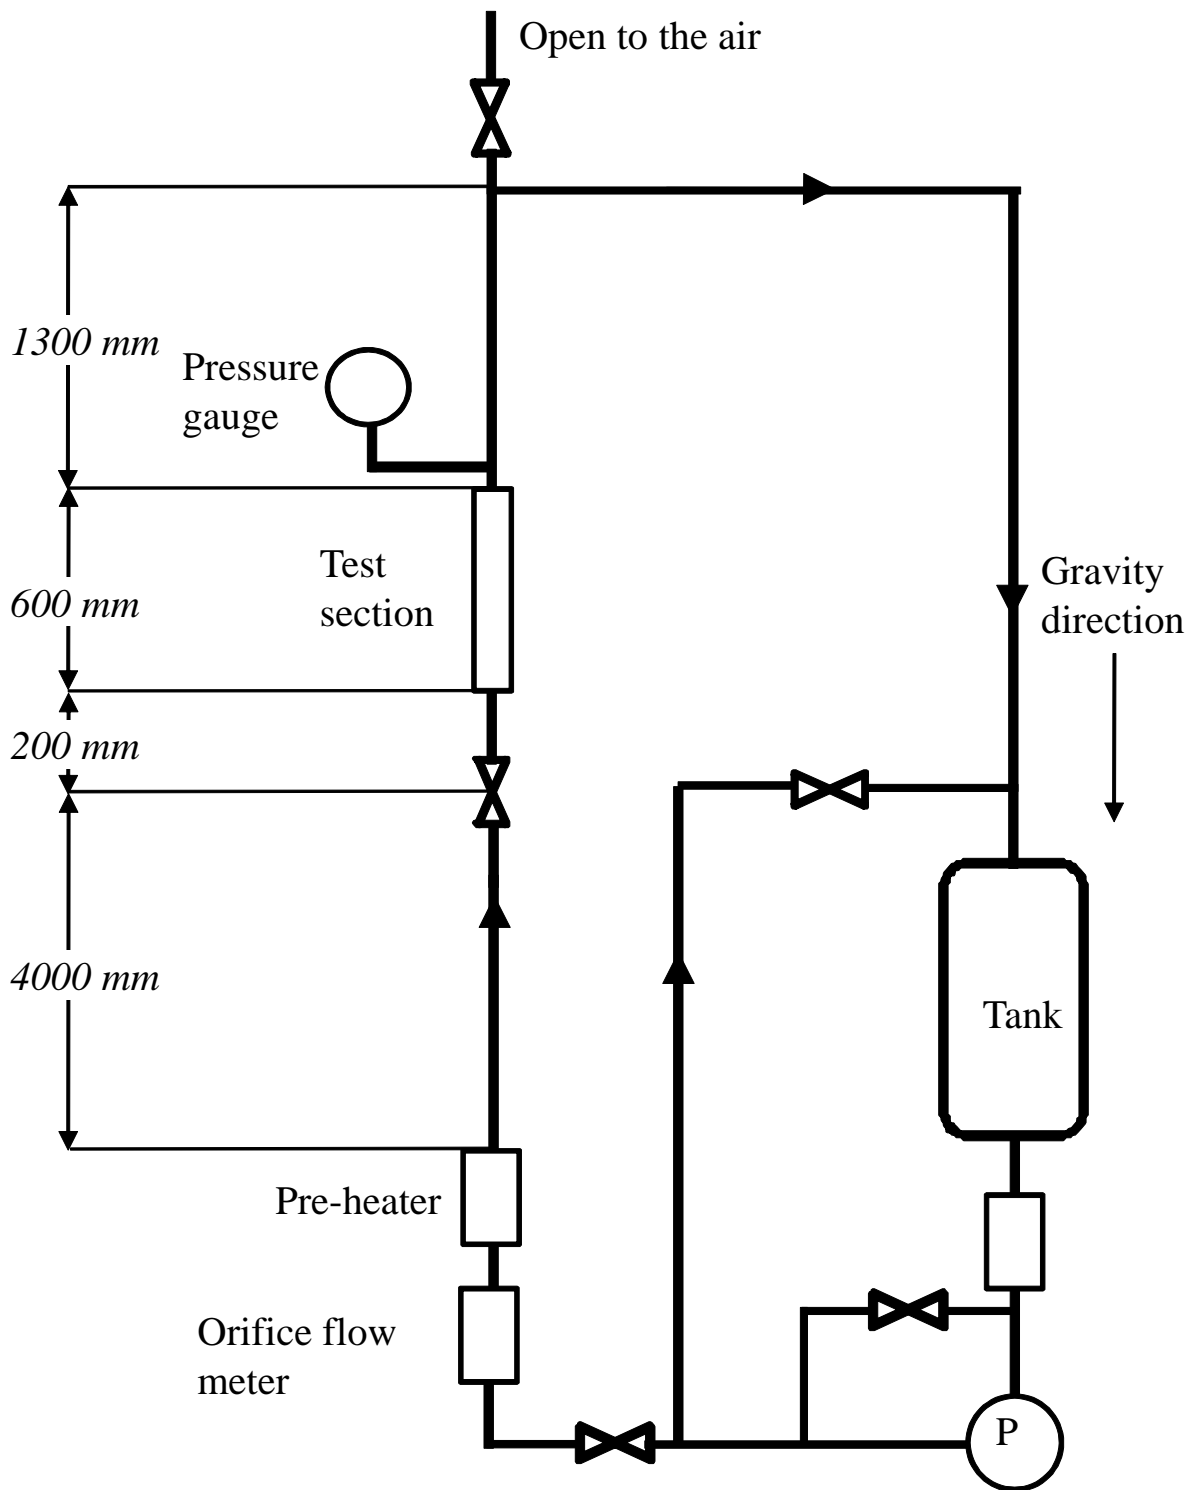 Open to the air
1300 mm
Pressure
gauge
Test
section
600 mm
Gravity
direction
200 mm
4000 mm
Tank
Pre-heater
Orifice flow
meter
P